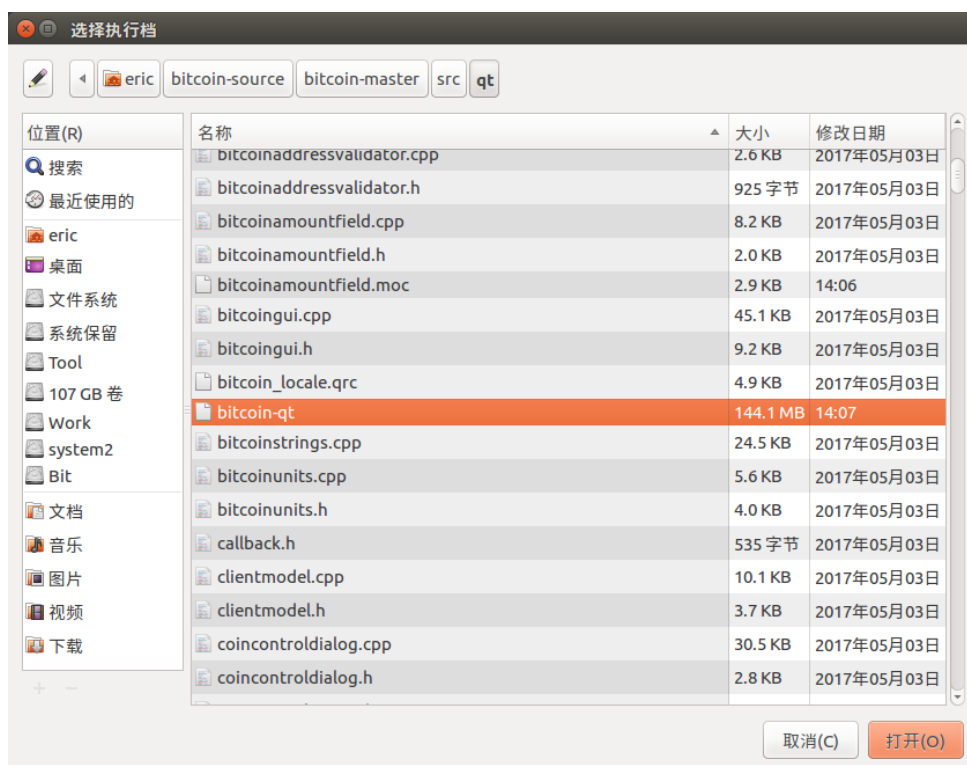 选择执行档
eric bitcoin-source bitcoin-master src qt
位置(R) 名称 大小 修改日期
搜索
最近使用的
eric
桌面
文件系统
系统保留
Tool
107 GB 卷
Work
system2
Bit
文档
音乐
图片
视频
下载
bitcoinaddressvalidator.cpp 2.6 KB 2017年05月03日
bitcoinaddressvalidator.h 925 字节 2017年05月03日
bitcoinamountfield.cpp 8.2 KB 2017年05月03日
bitcoinamountfield.h 2.0 KB 2017年05月03日
bitcoinamountfield.moc 2.9 KB 14:06
bitcoingui.cpp 45.1 KB 2017年05月03日
bitcoingui.h 9.2 KB 2017年05月03日
bitcoin_locale.qrc 4.9 KB 2017年05月03日
bitcoin-qt 144.1 MB 14:07
bitcoinstrings.cpp 24.5 KB 2017年05月03日
bitcoinunits.cpp 5.6 KB 2017年05月03日
bitcoinunits.h 4.0 KB 2017年05月03日
callback.h 535 字节 2017年05月03日
clientmodel.cpp 10.1 KB 2017年05月03日
clientmodel.h 3.7 KB 2017年05月03日
coincontroldialog.cpp 30.5 KB 2017年05月03日
coincontroldialog.h 2.8 KB 2017年05月03日
取消(C) 打开(O)